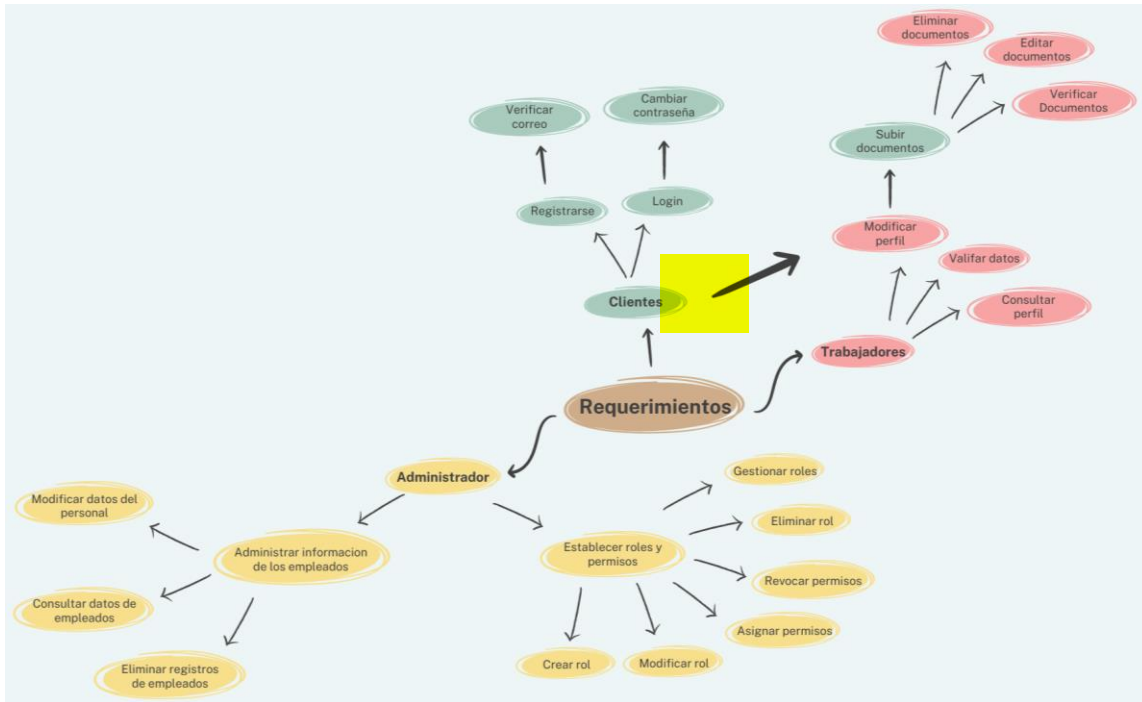 Eliminar
documentos
Editar
documentos
Verificar
Documentos
Cambiar
contraseña
Verificar
correo
Subir
documentos
Registrarse
Login
Modificar
perfil
Valifar datos
Consultar
perfil
Clientes
Trabajadores
Requerimientos
Administrador
Gestionar roles
Modificar datos del
personal
Eliminar rol
Administrar informacion
de los empleados
Establecer roles y
permisos
Revocar permisos
Consultar datos de
empleados
Asignar permisos
Eliminar registros
de empleados
Crear rol
Modificar rol